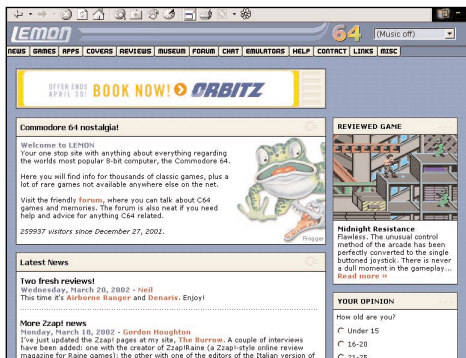 LEMON
64
(Music off)
NEWS GAMES APPS COVERS REVIEWS MUSEUM FORUM CHAT EMULATORS HELP CONTACT LINKS MISC
OFFER ENDS
APRIL 30!
BOOK NOW!
ORBITZ
Commodore 64 nostalgia!
Welcome to LEMON
Your one stop site with anything about everything regarding
the worlds most popular 8-bit computer, the Commodore 64.
Here you will find info for thousands of classic games, plus a
lot of rare games not available anywhere else on the net.
Visit the friendly forum, where you can talk about C64
games and memories. The forum is also neat if you need
help and advice for anything C64 related.
259937 visitors since December 27, 2001.
Frogger
Latest News
Two fresh reviews!
Wednesday, March 20, 2002 - Neil
This time it's Airborne Ranger and Denaris. Enjoy!
More Zzap! news
Monday, March 18, 2002 - Gordon Houghton
I've just updated the Zzap! pages at my site, The Burrow. A couple of interviews
have been added: one with the creator of Zzap!Raine (a Zzap!-style online review
magazine for Raine games); the other with one of the editors of the Italian version of
REVIEWED GAME
Midnight Resistance
Flawless. The unusual control
method of the arcade has been
perfectly converted to the single
buttoned joystick. There is never
a dull moment in the gameplay...
Read more »
YOUR OPINION
How old are you?
Under 15
16-20
21-25